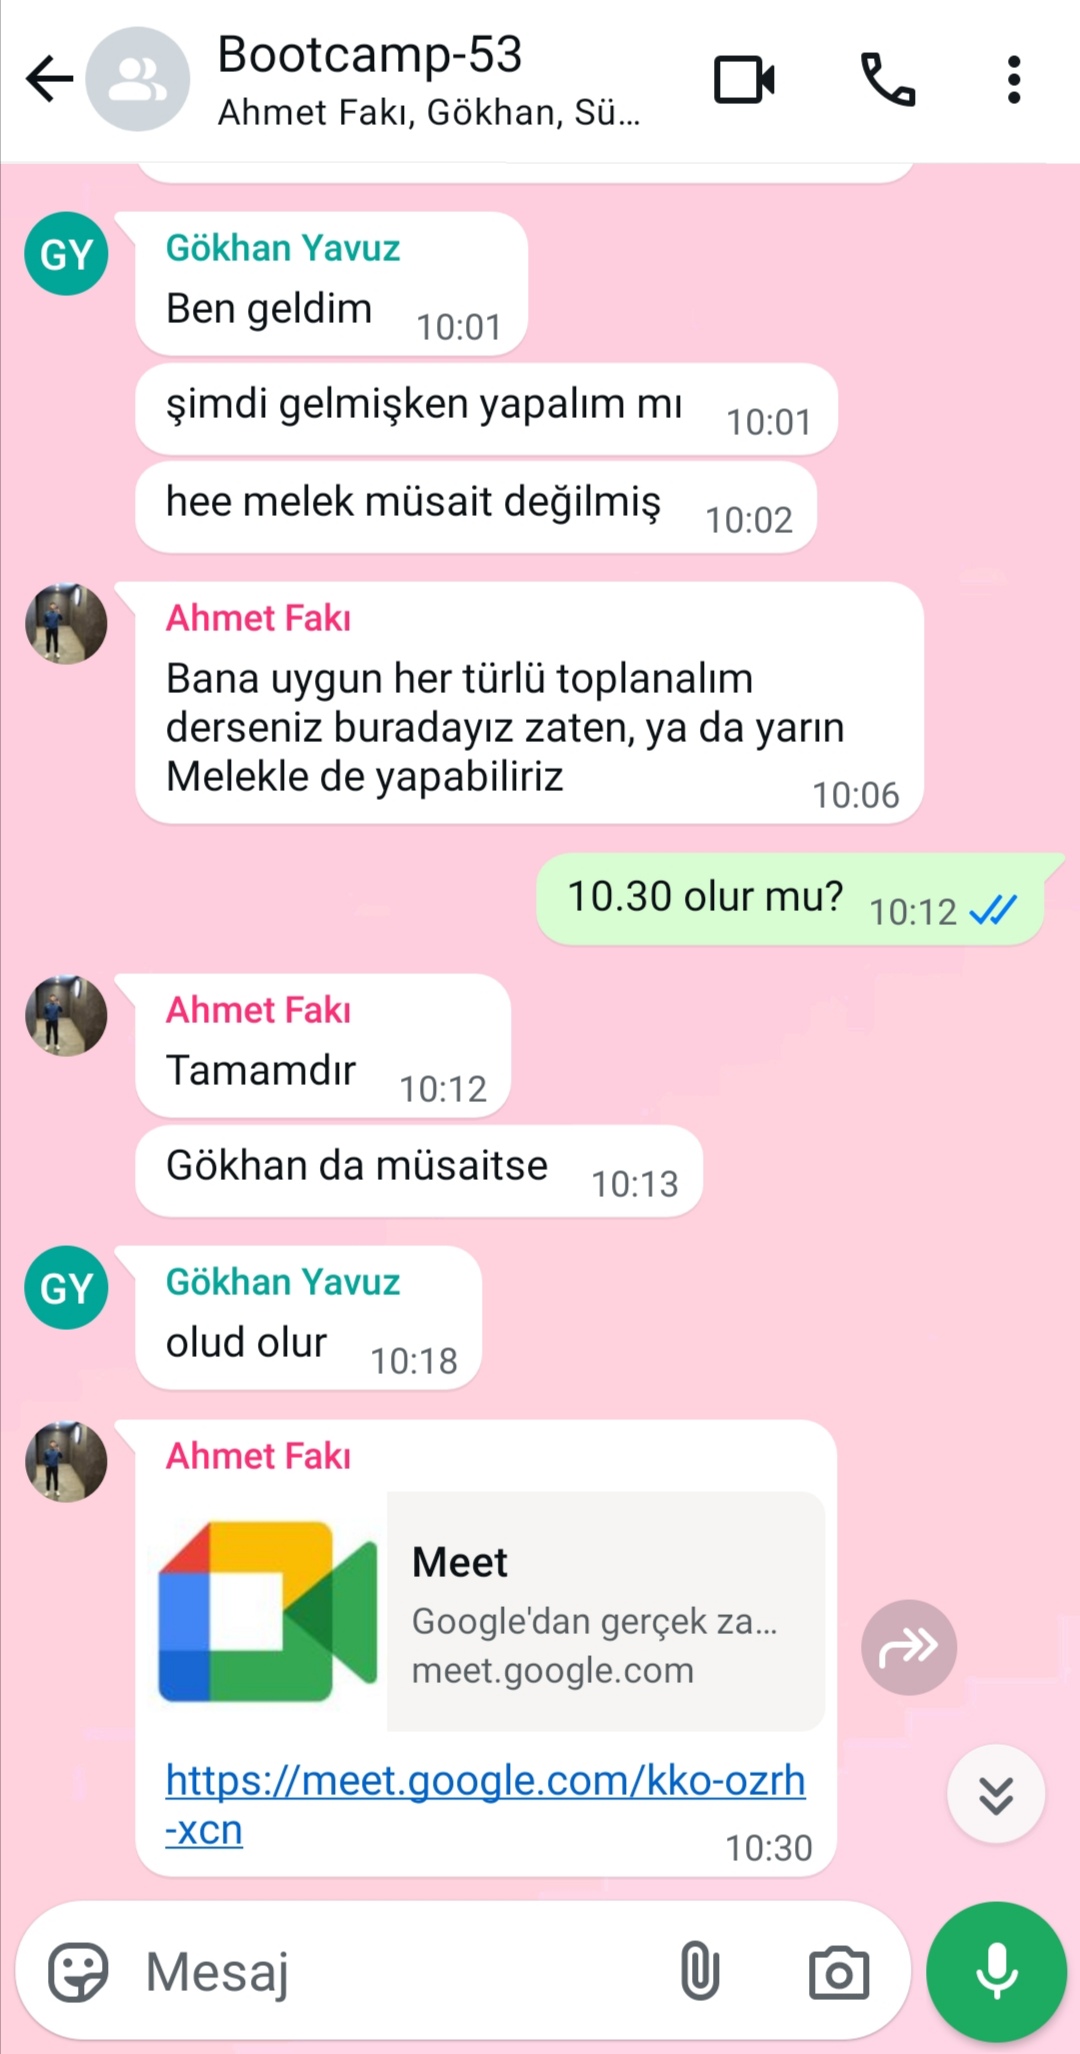 Bootcamp-53
Ahmet Fakı, Gökhan, Sü...
GY
Gökhan Yavuz
Ben geldim 10:01
şimdi gelmişken yapalım mı 10:01
hee melek müsait değilmiş 10:02
Ahmet Fakı
Bana uygun her türlü toplanalım
derseniz buradayız zaten, ya da yarın
Melekle de yapabiliriz
10:06
10.30 olur mu? 10:12
Ahmet Fakı
Tamamdır 10:12
Gökhan da müsaitse 10:13
GY
Gökhan Yavuz
olud olur 10:18
Ahmet Fakı
Meet
Google'dan gerçek za...
meet.google.com
https://meet.google.com/kko-ozrh
-xcn
10:30
Mesaj